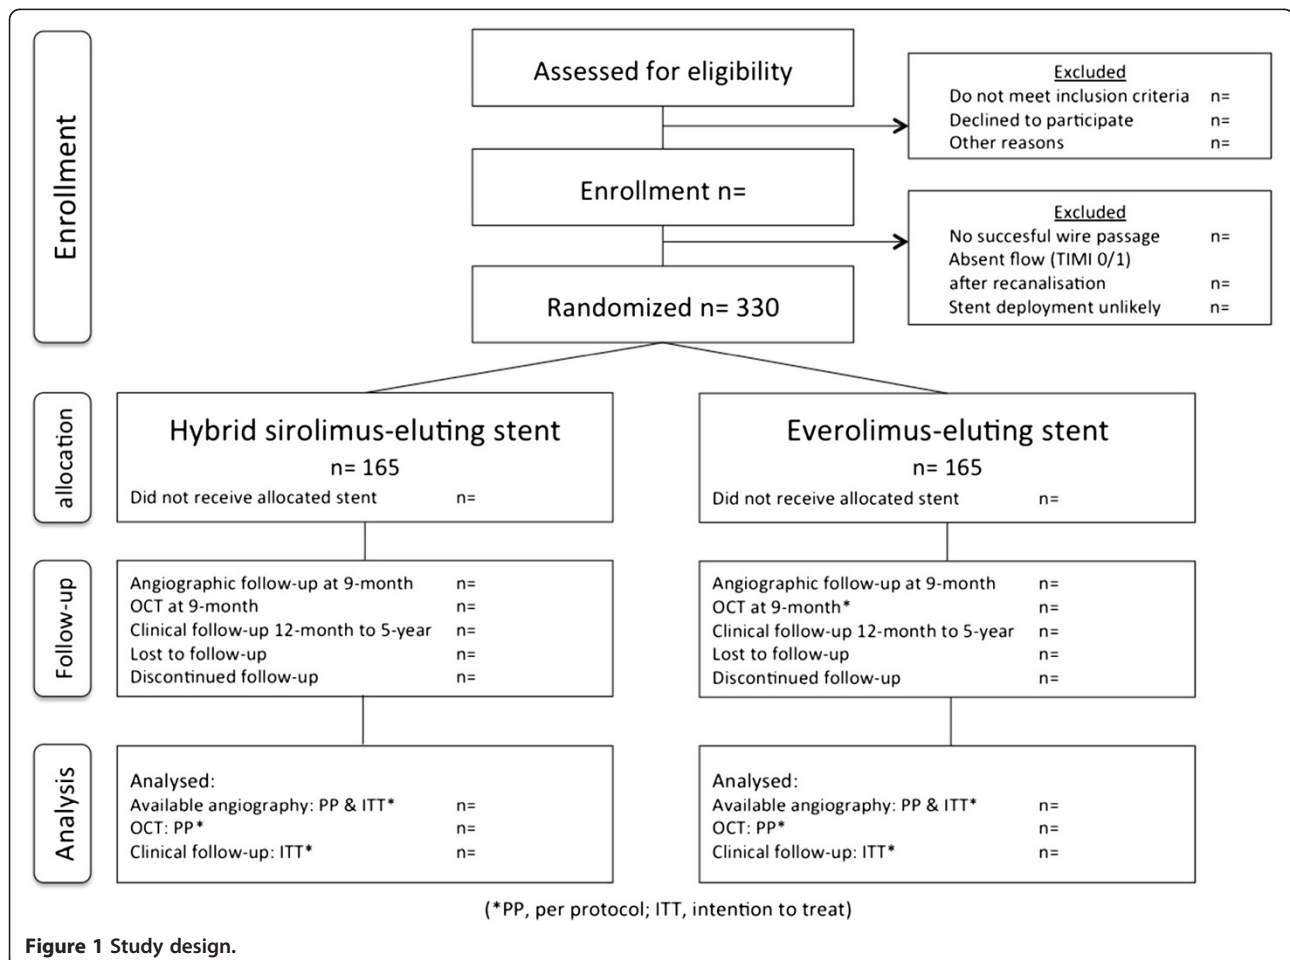 Enrollment
Assessed for eligibility
Excluded
Do not meet inclusion criteria n=
Declined to participate n=
Other reasons n=
Enrollment n=
Excluded
No succesful wire passage n=
Absent flow (TIMI 0/1)
after recanalisation n=
Stent deployment unlikely n=
Randomized n= 330
allocation
Hybrid sirolimus-eluting stent
n= 165
Did not receive allocated stent n=
Everolimus-eluting stent
n= 165
Did not receive allocated stent n=
Follow-up
Angiographic follow-up at 9-month n=
OCT at 9-month n=
Clinical follow-up 12-month to 5-year n=
Lost to follow-up n=
Discontinued follow-up n=
Angiographic follow-up at 9-month n=
OCT at 9-month* n=
Clinical follow-up 12-month to 5-year n=
Lost to follow-up n=
Discontinued follow-up n=
Analysis
Analysed:
Available angiography: PP & ITT* n=
OCT: PP* n=
Clinical follow-up: ITT* n=
Analysed:
Available angiography: PP & ITT* n=
OCT: PP* n=
Clinical follow-up: ITT* n=
(*PP, per protocol; ITT, intention to treat)
Figure 1 Study design.